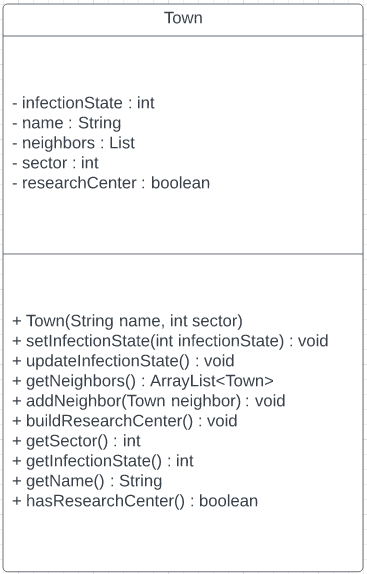 Town
- infectionState : int
- name : String
- neighbors : List
- sector : int
- researchCenter : boolean
+ Town(String name, int sector)
+ setInfectionState(int infectionState) : void
+ updateInfectionState() : void
+ getNeighbors() : ArrayList<Town>
+ addNeighbor(Town neighbor) : void
+ buildResearchCenter() : void
+ getSector() : int
+ getInfectionState() : int
+ getName() : String
+ hasResearchCenter() : boolean